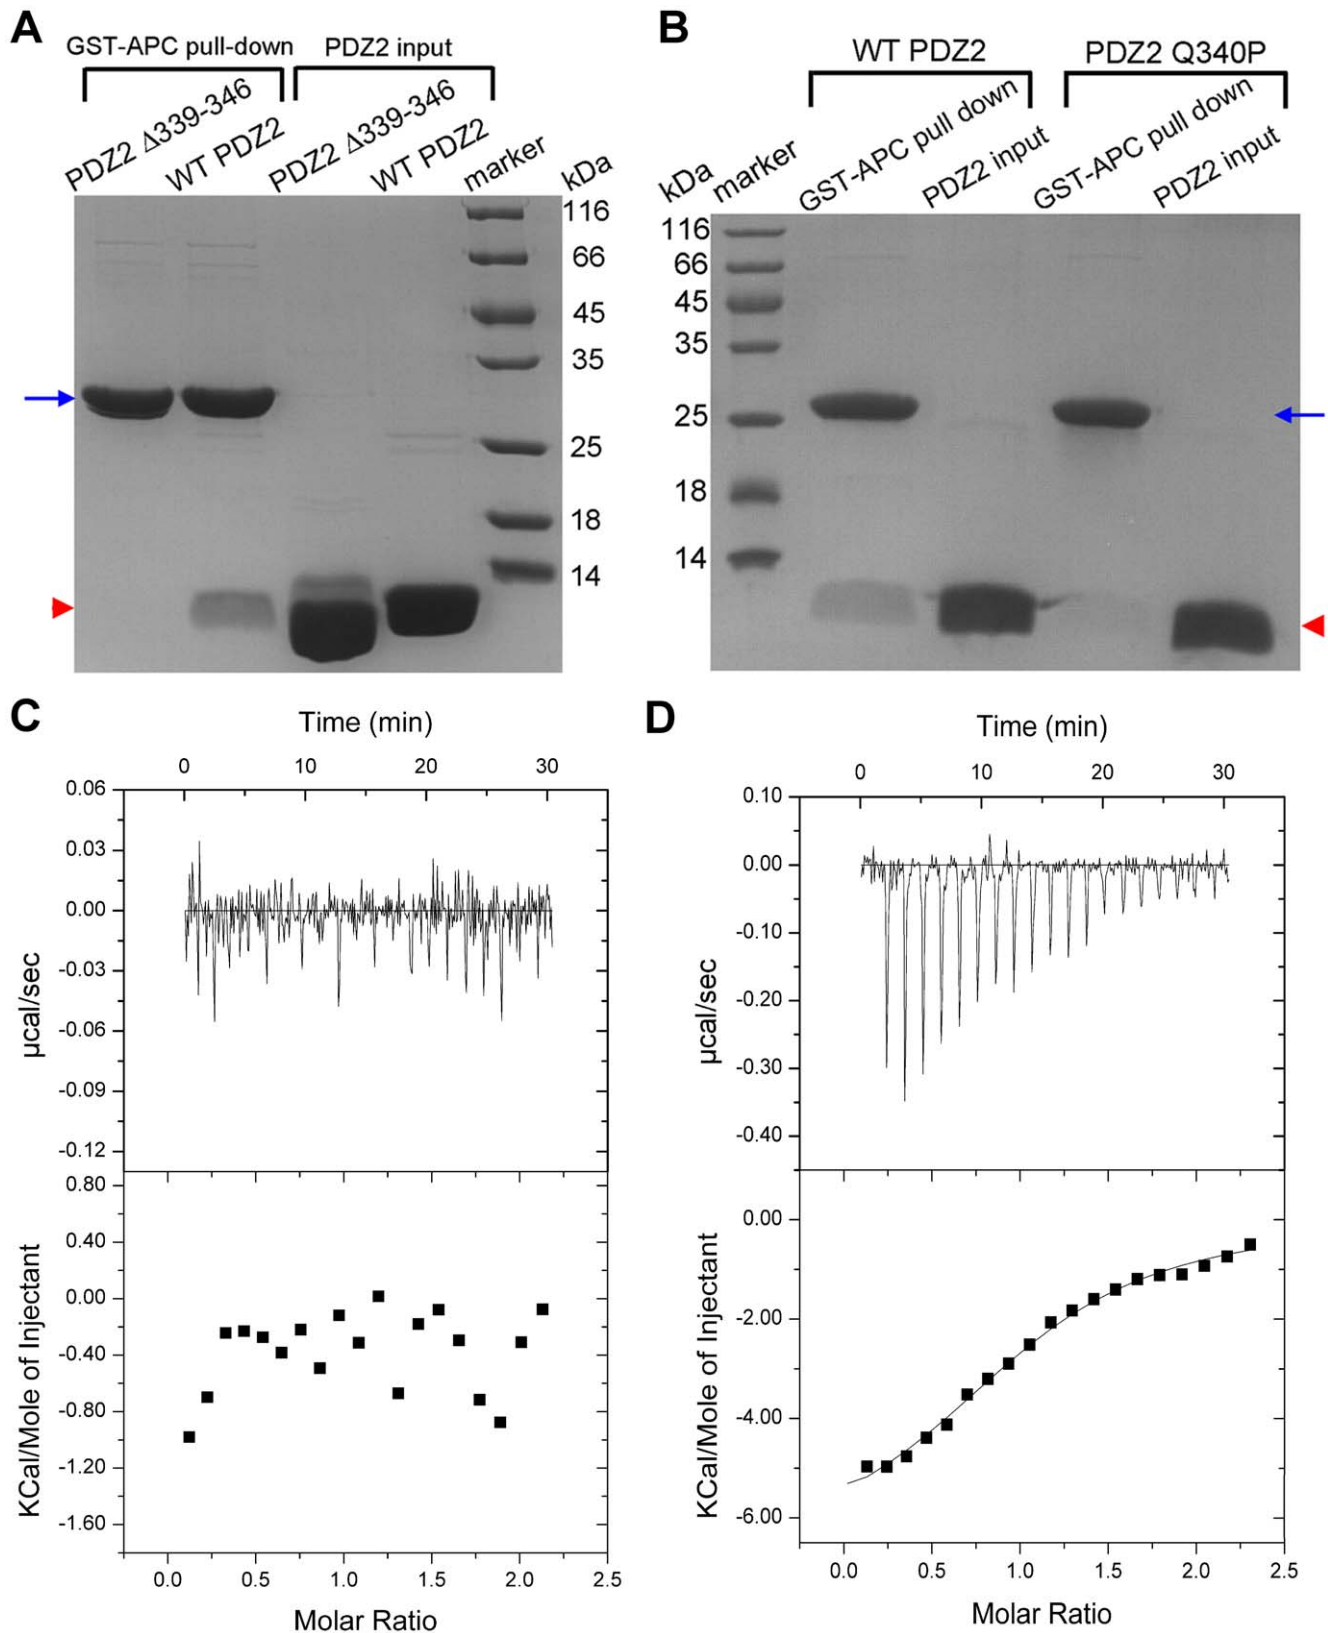 A
GST-APC pull-down
PDZ2 input
PDZ2 Δ339-346
WT PDZ2
PDZ2 Δ339-346
WT PDZ2
marker
kDa
116
66
45
35
25
18
14
B
WT PDZ2
PDZ2 Q340P
kDa
marker
GST-APC pull down
PDZ2 input
GST-APC pull down
PDZ2 input
116
66
45
35
25
18
14
C
Time (min)
0 10 20 30
0.06
0.03
0.00
-0.03
-0.06
-0.09
-0.12
µcal/sec
0.80
0.40
0.00
-0.40
-0.80
-1.20
-1.60
KCal/Mole of Injectant
0.0 0.5 1.0 1.5 2.0 2.5
Molar Ratio
D
Time (min)
0 10 20 30
0.10
0.00
-0.10
-0.20
-0.30
-0.40
µcal/sec
0.00
-2.00
-4.00
-6.00
KCal/Mole of Injectant
0.0 0.5 1.0 1.5 2.0 2.5
Molar Ratio